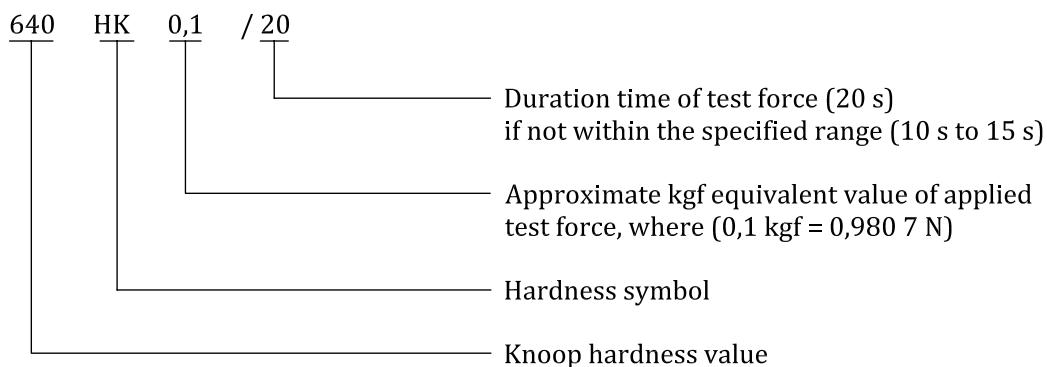 640 HK 0,1 / 20
Duration time of test force (20 s)
if not within the specified range (10 s to 15 s)
Approximate kgf equivalent value of applied
test force, where (0,1 kgf = 0,980 7 N)
Hardness symbol
Knoop hardness value